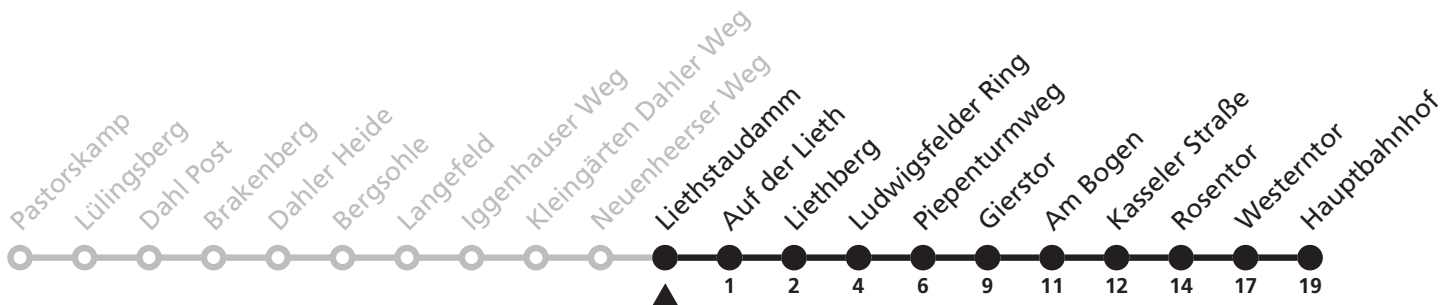 Pastorskamp
Lülingsberg
Dahl Post
Brakenberg
Dahler Heide
Bergsohle
Langefeld
Iggenhauser Weg
Kleingärten Dahler Weg
Neuenheerser Weg
Liethstaudamm
Auf der Lieth
Liethberg
Ludwigsfelder Ring
Piepenturmweg
Gierstor
Am Bogen
Kasseler Straße
Rosentor
Westerntor
Hauptbahnhof
1 2 4 6 9 11 12 14 17 19